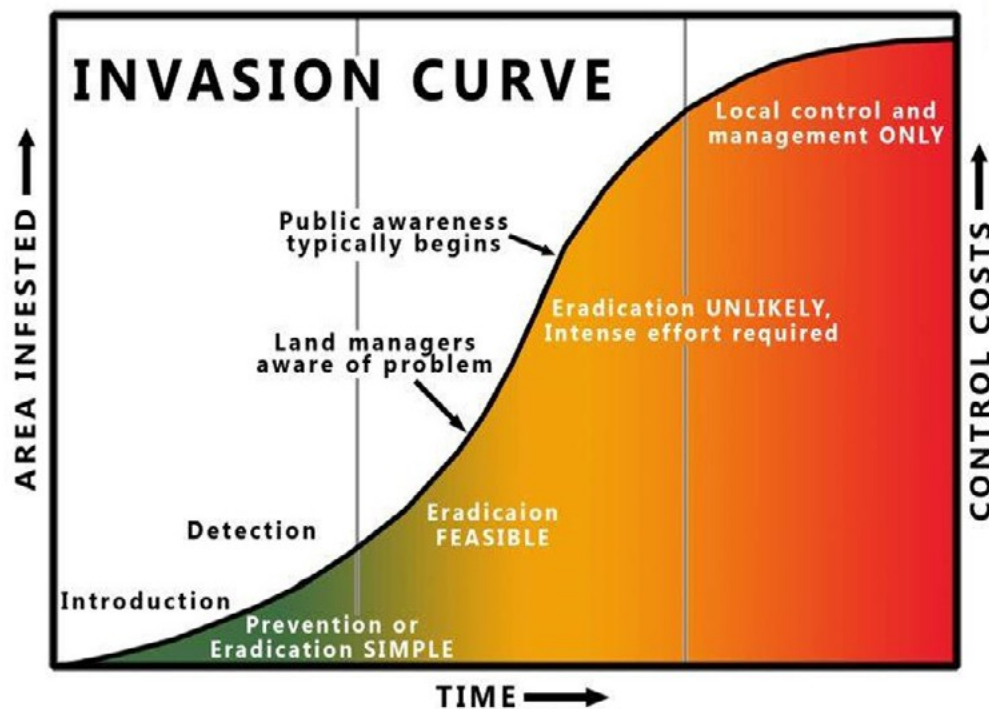 INVASION CURVE
Local control and
management ONLY
Public awareness
typically begins
Eradication UNLIKELY,
Intense effort required
Land managers
aware of problem
Eradicaion
FEASIBLE
Detection
Introduction
Prevention or
Eradication SIMPLE
AREA INFESTED
CONTROL COSTS
TIME